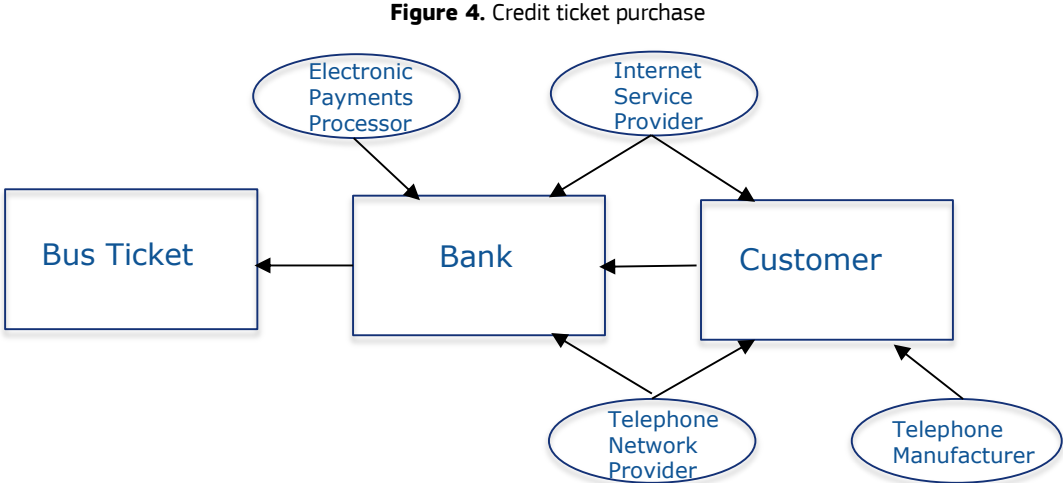 Figure 4. Credit ticket purchase
Electronic
Payments
Processor
Internet
Service
Provider
Bus Ticket
Bank
Customer
Telephone
Network
Provider
Telephone
Manufacturer